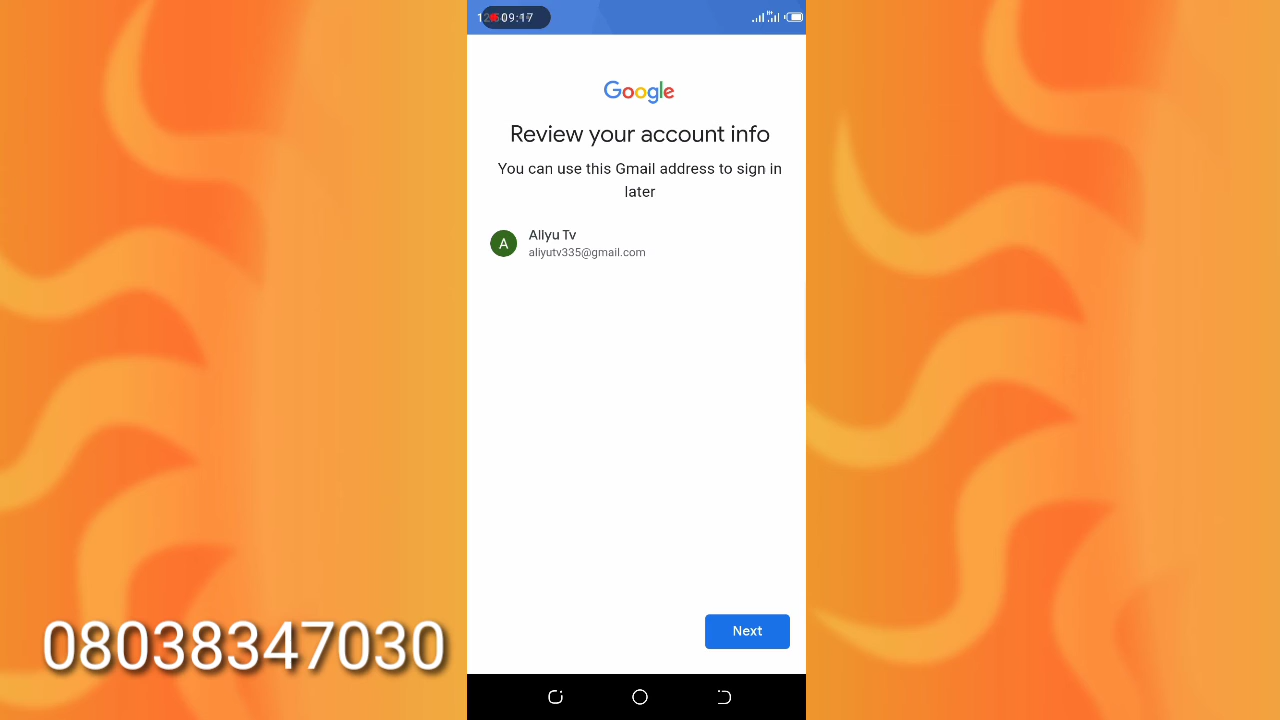 09:17
Google
Review your account info
You can use this Gmail address to sign in
later
A
Aliyu Tv
aliyutv335@gmail.com
Next
08038347030